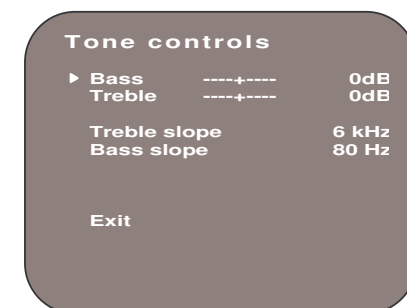 Tone controls
Bass ----+---- 0dB
Treble ----+---- 0dB
Treble slope 6 kHz
Bass slope 80 Hz
Exit